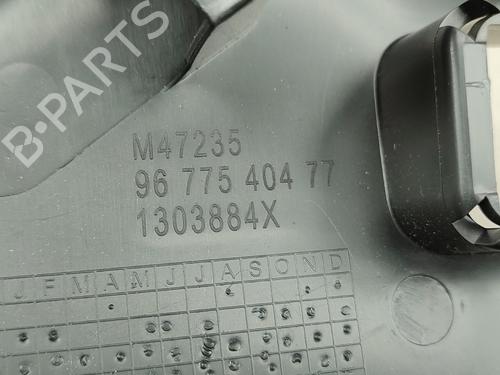 B-PARTS
M47235
96 775 404 77
1303884X
J F M A M J J A S O N D